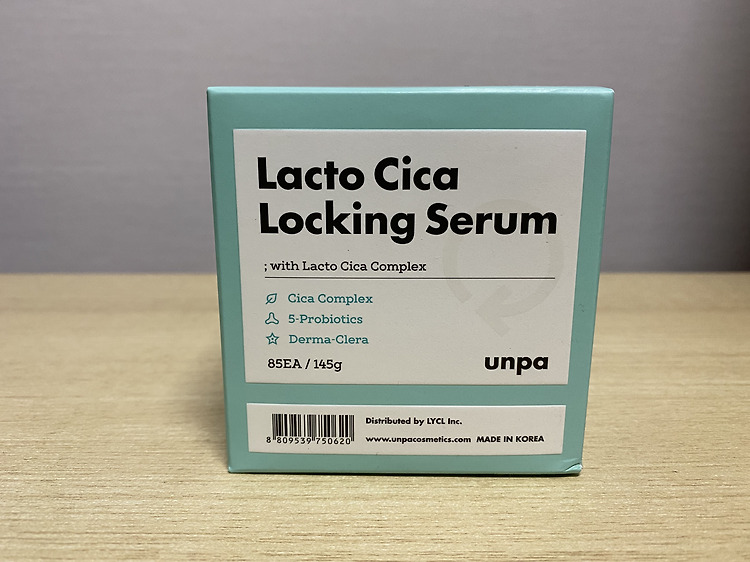 Lacto Cica
Locking Serum
; with Lacto Cica Complex
Cica Complex
5-Probiotics
Derma-Clera
85EA / 145g
unpa
8 809539 750620
Distributed by LYCL Inc.
www.unpacosmetics.com MADE IN KOREA